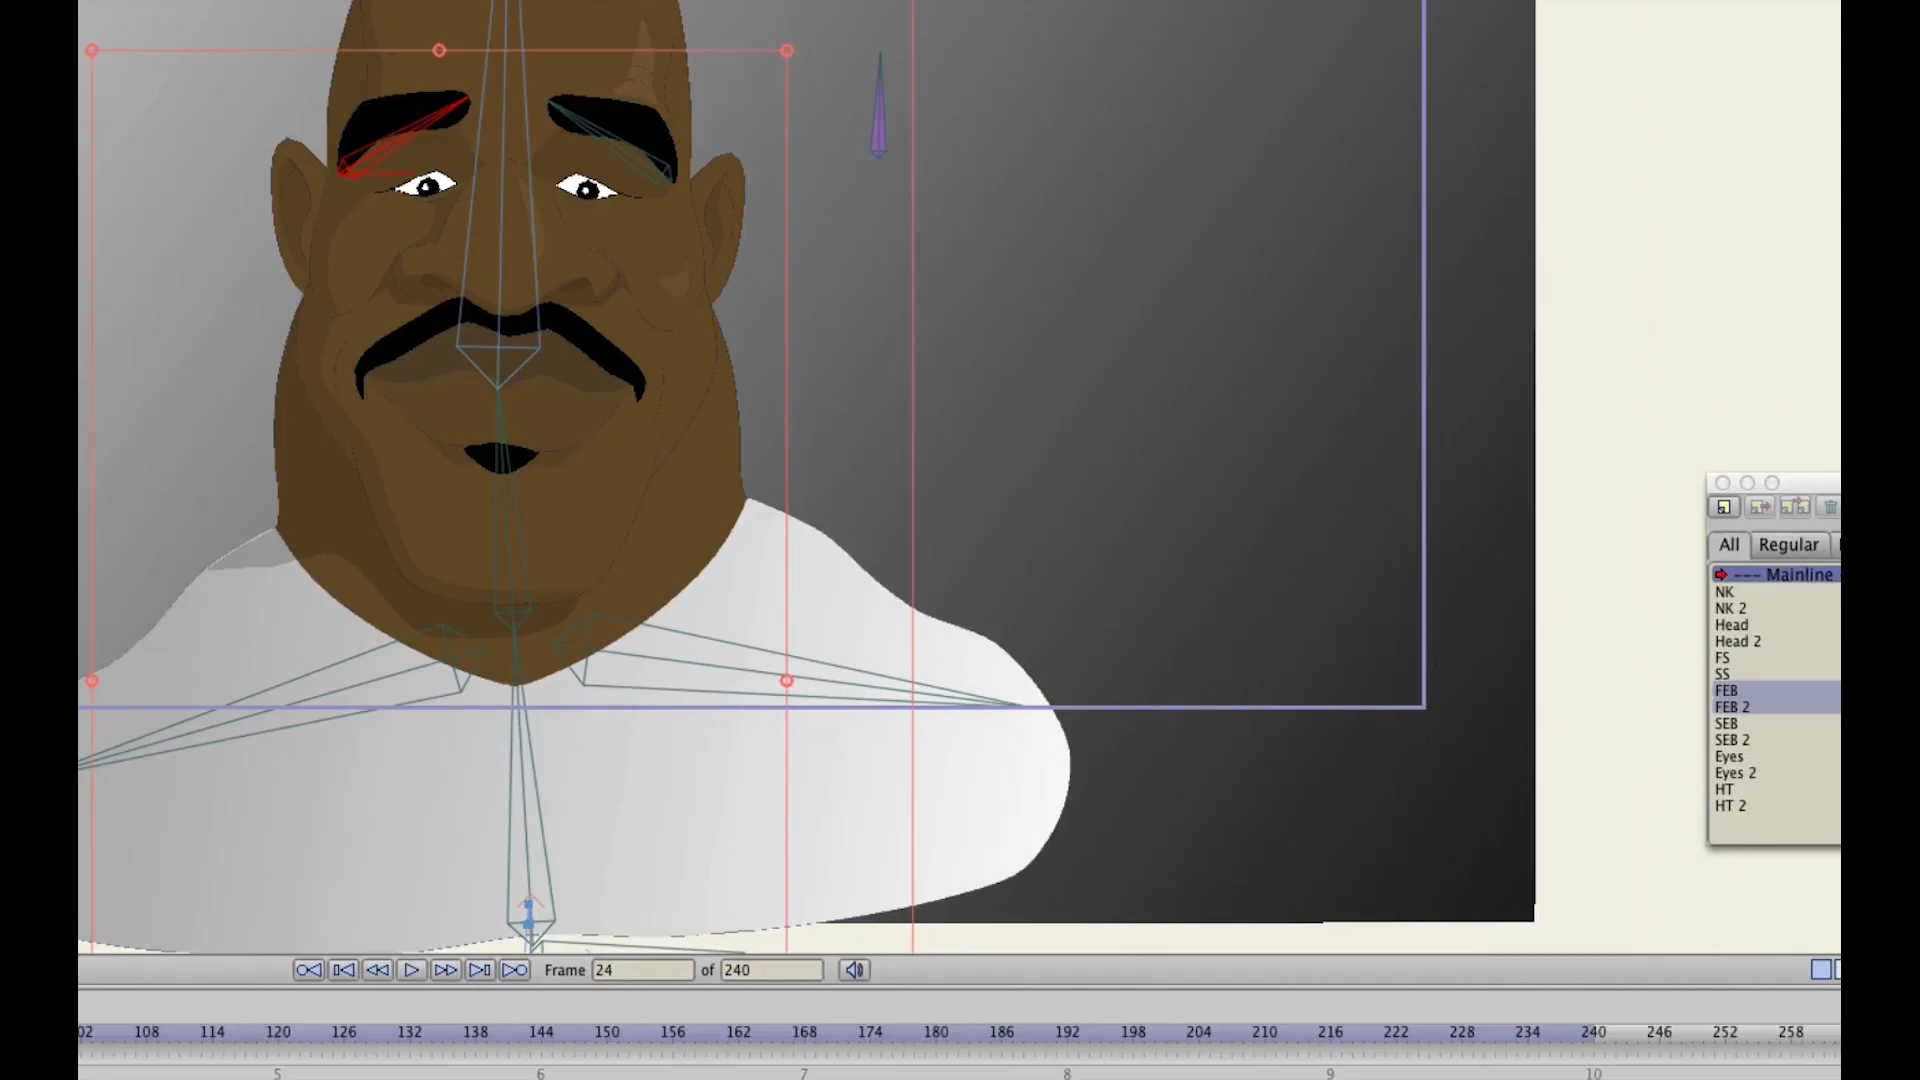 All Regular
--- Mainline
NK
NK 2
Head
Head 2
FS
SS
FEB
FEB 2
SEB
SEB 2
Eyes
Eyes 2
HT
HT 2
Frame 24 of 240
02 108 114 120 126 132 138 144 150 156 162 168 174 180 186 192 198 204 210 216 222 228 234 240 246 252 258
5 6 7 8 9 10